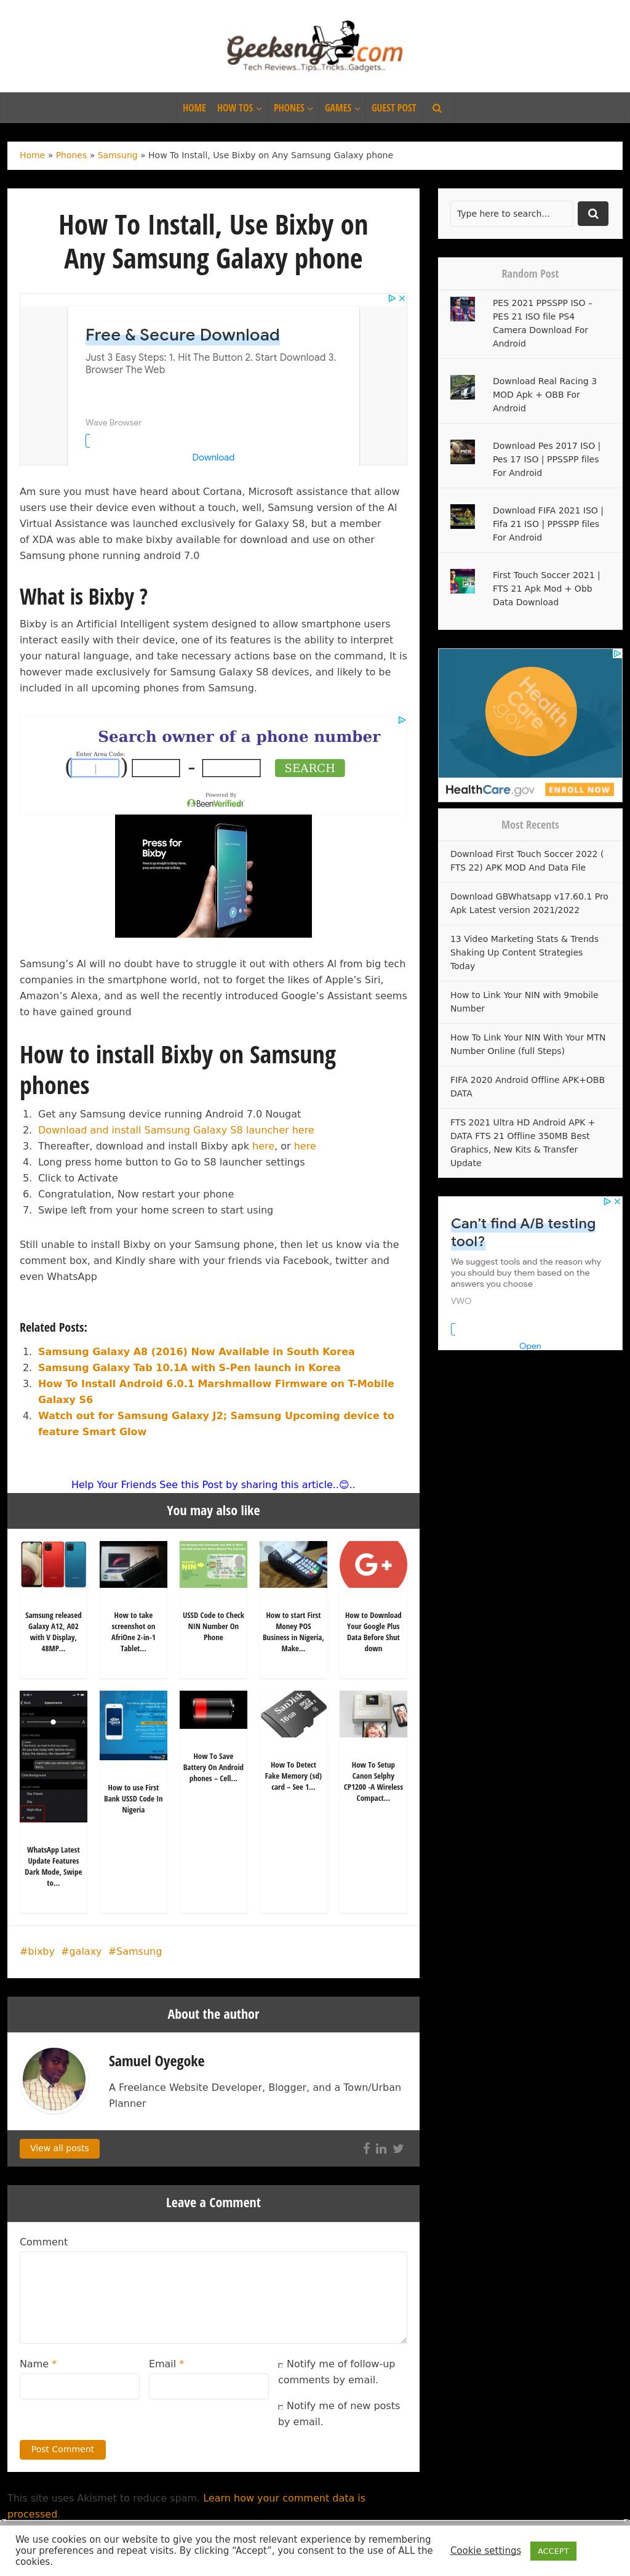 Geeksng.com
Tech Reviews..Tips..Tricks..Gadgets..
HOME HOW TOS PHONES GAMES GUEST POST
Home » Phones » Samsung » How To Install, Use Bixby on Any Samsung Galaxy phone
How To Install, Use Bixby on
Any Samsung Galaxy phone
Free & Secure Download
Just 3 Easy Steps: 1. Hit The Button 2. Start Download 3.
Browser The Web
Wave Browser
Download
Am sure you must have heard about Cortana, Microsoft assistance that allow
users use their device even without a touch, well, Samsung version of the AI
Virtual Assistance was launched exclusively for Galaxy S8, but a member
of XDA was able to make bixby available for download and use on other
Samsung phone running android 7.0
What is Bixby ?
Bixby is an Artificial Intelligent system designed to allow smartphone users
interact easily with their device, one of its features is the ability to interpret
your natural language, and take necessary actions base on the command, It is
however made exclusively for Samsung Galaxy S8 devices, and likely to be
included in all upcoming phones from Samsung.
Search owner of a phone number
Enter Area Code:
( ) –
SEARCH
Powered By
BeenVerified
Press for
Bixby
Samsung’s AI will no doubt have to struggle it out with others AI from big tech
companies in the smartphone world, not to forget the likes of Apple’s Siri,
Amazon’s Alexa, and as well the recently introduced Google’s Assistant seems
to have gained ground
How to install Bixby on Samsung
phones
1. Get any Samsung device running Android 7.0 Nougat
2. Download and install Samsung Galaxy S8 launcher here
3. Thereafter, download and install Bixby apk here, or here
4. Long press home button to Go to S8 launcher settings
5. Click to Activate
6. Congratulation, Now restart your phone
7. Swipe left from your home screen to start using
Still unable to install Bixby on your Samsung phone, then let us know via the
comment box, and Kindly share with your friends via Facebook, twitter and
even WhatsApp
Related Posts:
1. Samsung Galaxy A8 (2016) Now Available in South Korea
2. Samsung Galaxy Tab 10.1A with S-Pen launch in Korea
3. How To Install Android 6.0.1 Marshmallow Firmware on T-Mobile
Galaxy S6
4. Watch out for Samsung Galaxy J2; Samsung Upcoming device to
feature Smart Glow
Help Your Friends See this Post by sharing this article..😊..
You may also like
Samsung released
Galaxy A12, A02
with V Display,
48MP...
How to take
screenshot on
AfriOne 2-in-1
Tablet...
USSD Code to Check
NIN Number On
Phone
How to start First
Money POS
Business in Nigeria,
Make...
How to Download
Your Google Plus
Data Before Shut
down
WhatsApp Latest
Update Features
Dark Mode, Swipe
to...
How to use First
Bank USSD Code In
Nigeria
How To Save
Battery On Android
phones – Cell...
How To Detect
Fake Memory (sd)
card – See 1...
How To Setup
Canon Selphy
CP1200 -A Wireless
Compact...
#bixby #galaxy #Samsung
About the author
Samuel Oyegoke
A Freelance Website Developer, Blogger, and a Town/Urban
Planner
View all posts
Leave a Comment
Comment
Name *
Email *
Notify me of follow-up
comments by email.
Notify me of new posts
by email.
Post Comment
This site uses Akismet to reduce spam. Learn how your comment data is
processed.
Type here to search...
Random Post
PES 2021 PPSSPP ISO –
PES 21 ISO file PS4
Camera Download For
Android
Download Real Racing 3
MOD Apk + OBB For
Android
Download Pes 2017 ISO |
Pes 17 ISO | PPSSPP files
For Android
Download FIFA 2021 ISO |
Fifa 21 ISO | PPSSPP files
For Android
First Touch Soccer 2021 |
FTS 21 Apk Mod + Obb
Data Download
Health
Care
.gov
HealthCare.gov
ENROLL NOW
Most Recents
Download First Touch Soccer 2022 (
FTS 22) APK MOD And Data File
Download GBWhatsapp v17.60.1 Pro
Apk Latest version 2021/2022
13 Video Marketing Stats & Trends
Shaking Up Content Strategies
Today
How to Link Your NIN with 9mobile
Number
How To Link Your NIN With Your MTN
Number Online (full Steps)
FIFA 2020 Android Offline APK+OBB
DATA
FTS 2021 Ultra HD Android APK +
DATA FTS 21 Offline 350MB Best
Graphics, New Kits & Transfer
Update
Can’t find A/B testing
tool?
We suggest tools and the reason why
you should buy them based on the
answers you choose
VWO
Open
We use cookies on our website to give you the most relevant experience by remembering
your preferences and repeat visits. By clicking “Accept”, you consent to the use of ALL the
cookies.
Cookie settings
ACCEPT